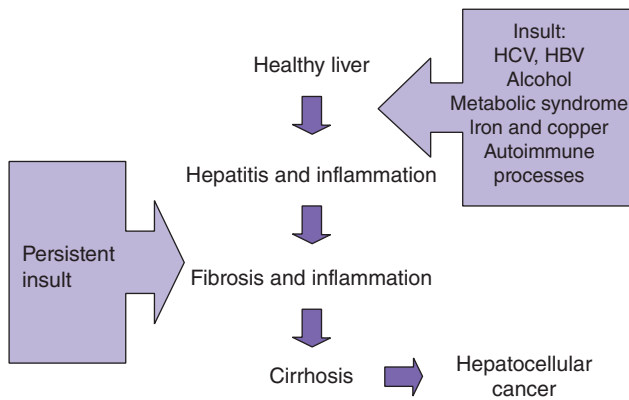 Insult:
HCV, HBV
Alcohol
Metabolic syndrome
Iron and copper
Autoimmune
processes
Healthy liver
Hepatitis and inflammation
Persistent
insult
Fibrosis and inflammation
Cirrhosis
Hepatocellular
cancer